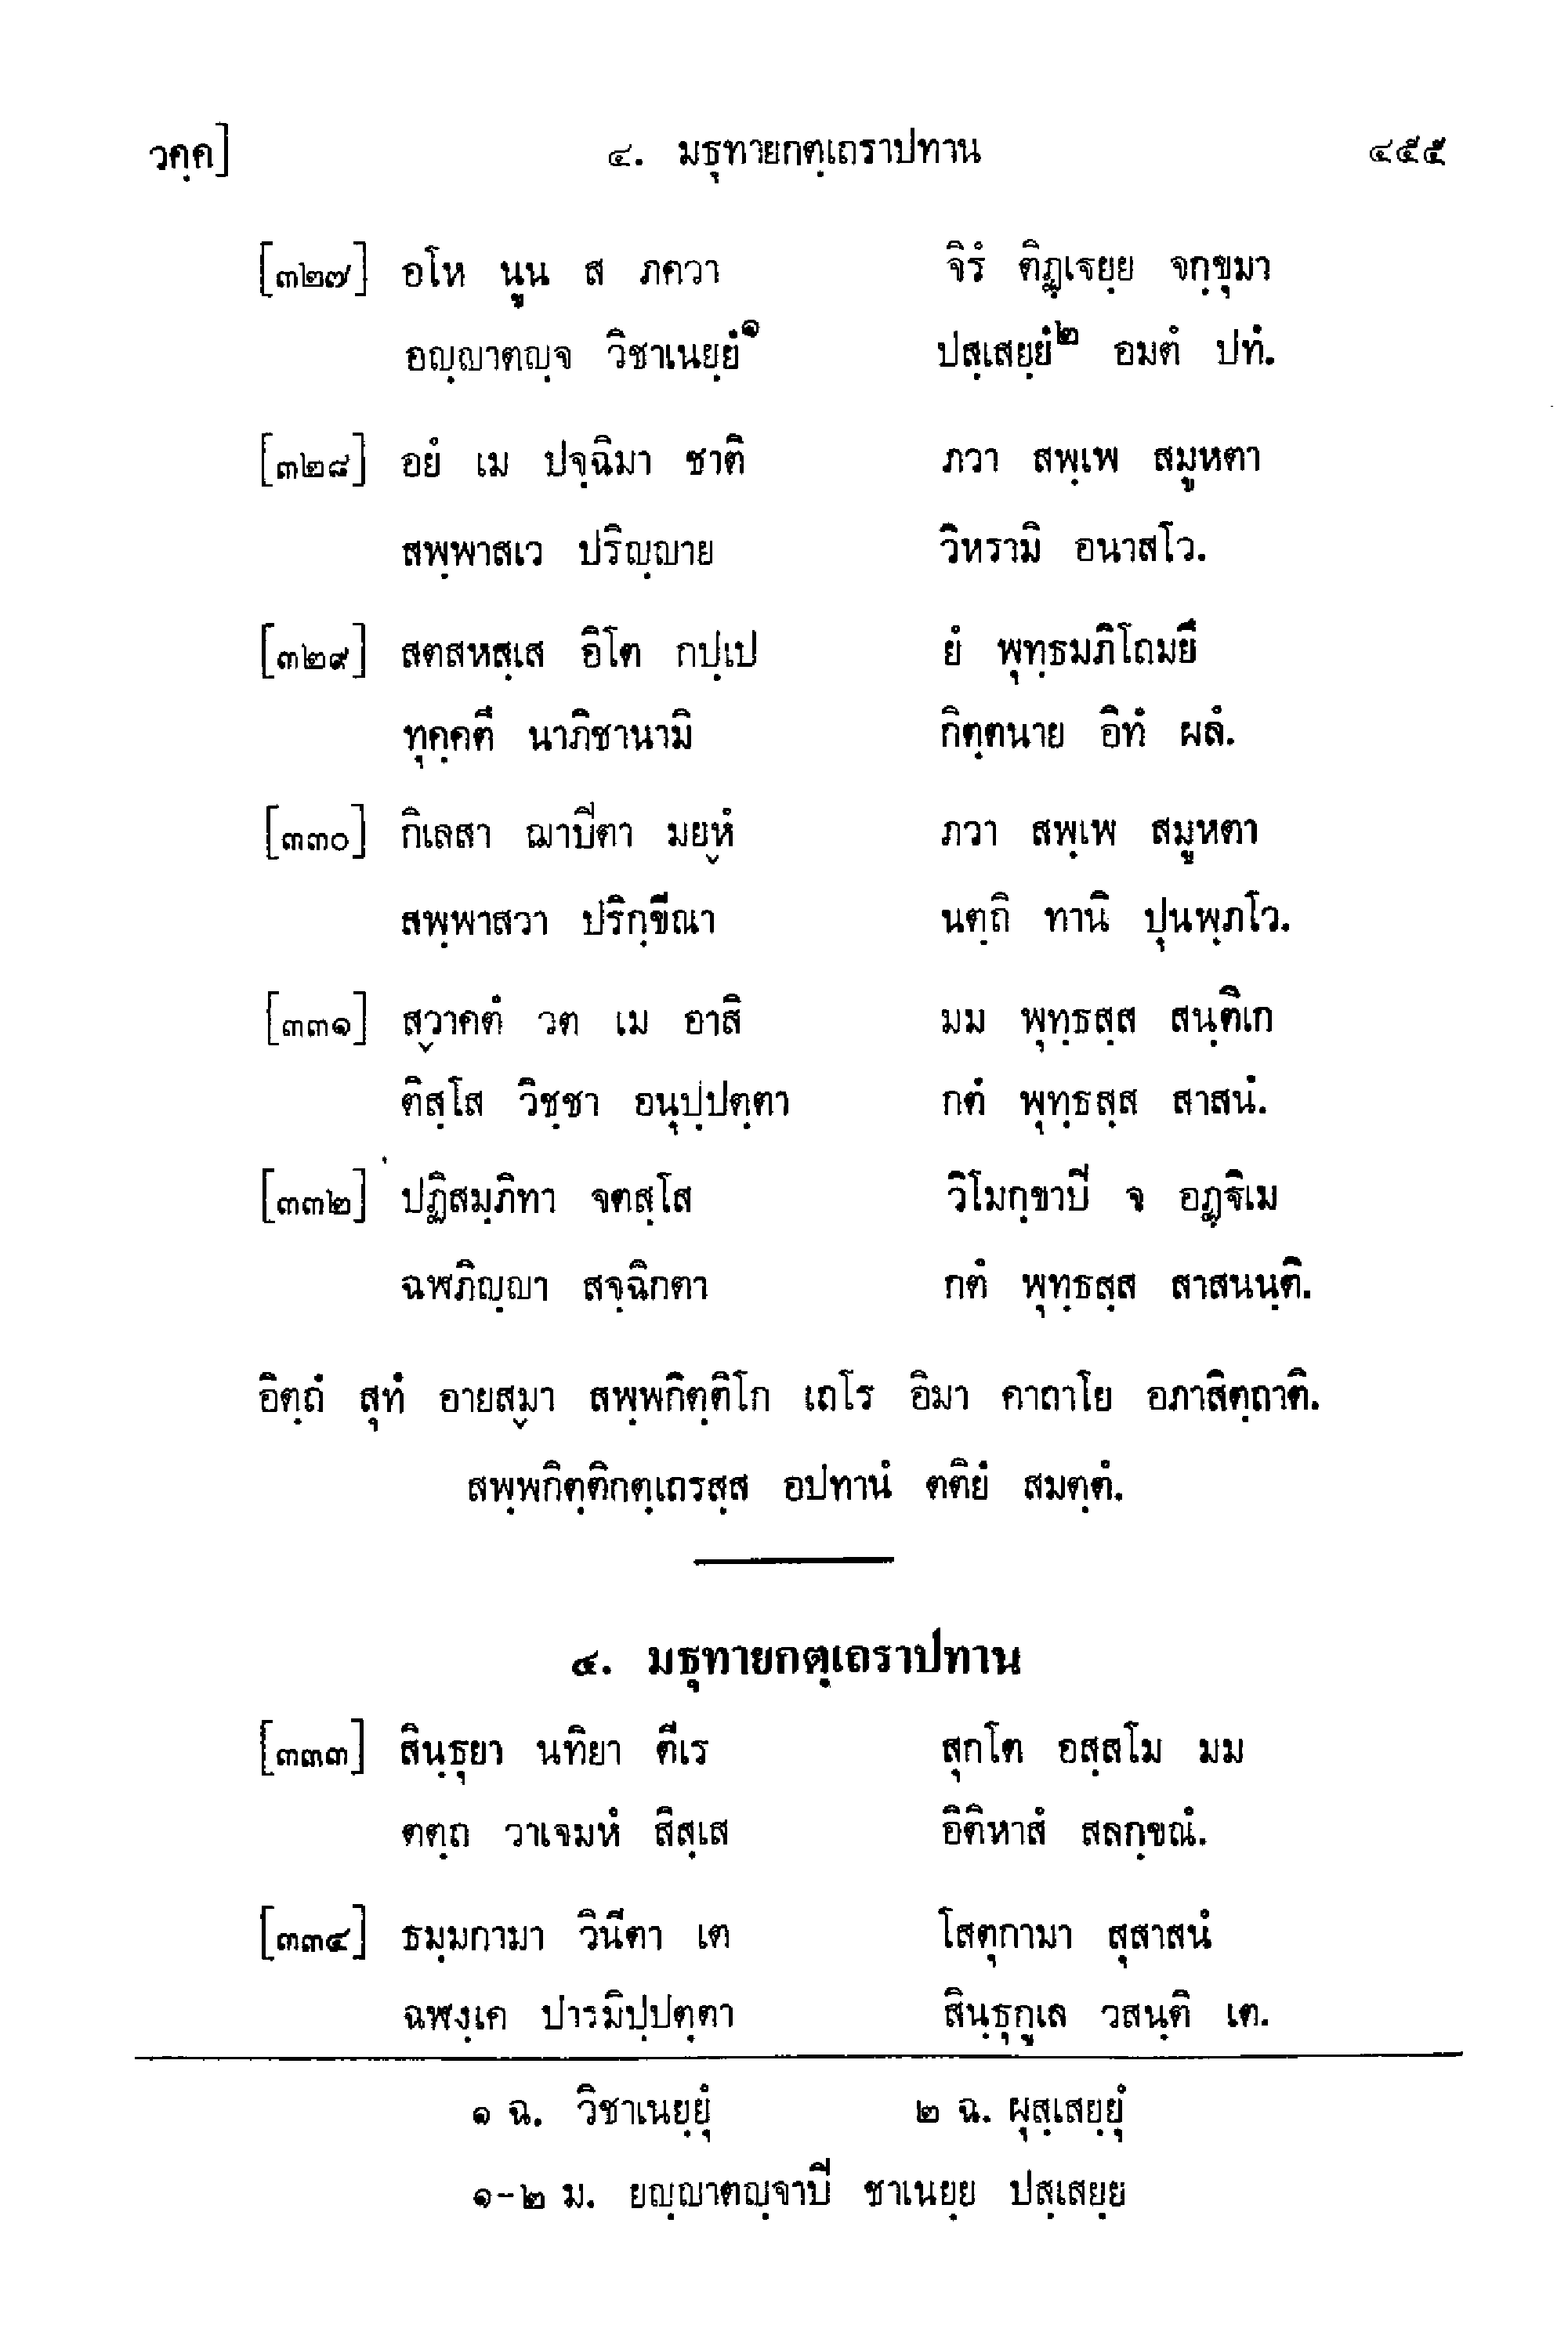 วคฺค] ๔. มธุทายกตฺเถราปทาน ๔๕๕
[๓๒๗] อโห นูน ส ภควา จิรํ ติฏฺเฐยฺย จกฺขุมา
อญฺญาตญฺจ วิชาเนยฺยํ๑ ปสฺเสยฺยํ๒ อมตํ ปทํ.
[๓๒๘] อยํ เม ปจฺฉิมา ชาติ ภวา สพฺเพ สมูหตา
สพฺพาสเว ปริญฺญาย วิหรามิ อนาสโว.
[๓๒๙] สตสหสฺเส อิโต กปฺเป ยํ พุทฺธมภิโถมยึ
ทุคฺคตึ นาภิชานามิ กิตฺตนาย อิทํ ผลํ.
[๓๓๐] กิเลสา ฌาปีตา มยฺหํ ภวา สพฺเพ สมูหตา
สพฺพาสวา ปริกฺขีณา นตฺถิ ทานิ ปุนพฺภโว.
[๓๓๑] สฺวาคตํ วต เม อาสิ มม พุทฺธสฺส สนฺติเก
ติสฺโส วิชฺชา อนุปฺปตฺตา กตํ พุทฺธสฺส สาสนํ.
[๓๓๒] ปฏิสมฺภิทา จตสฺโส วิโมกฺขาปี จ อฏฺฐิเม
ฉฬภิญฺญา สจฺฉิกตา กตํ พุทฺธสฺส สาสนนฺติ.
อิตฺถํ สุทํ อายสฺมา สพฺพกิตฺติโก เถโร อิมา คาถาโย อภาสิตฺถาติ.
สพฺพกิตฺติกตฺเถรสฺส อปทานํ ตติยํ สมตฺตํ.
๔. มธุทายกตฺเถราปทาน
[๓๓๓] สินฺธุยา นทิยา ตีเร สุกโต อสฺสโม มม
ตตฺถ วาเจมหํ สิสฺเส อิติหาสํ สลกฺขณํ.
[๓๓๔] ธมฺมกามา วินีตา เต โสตุกามา สุสาสนํ
ฉฬงฺเค ปารมิปฺปตฺตา สินฺธุกูเล วสนฺติ เต.
๑ ฉ. วิชาเนยฺยุํ ๒ ฉ. ผุสฺเสยฺยุํ
๑-๒ ม. ยญฺญาตญฺจาปี ชาเนยฺย ปสฺเสยฺย